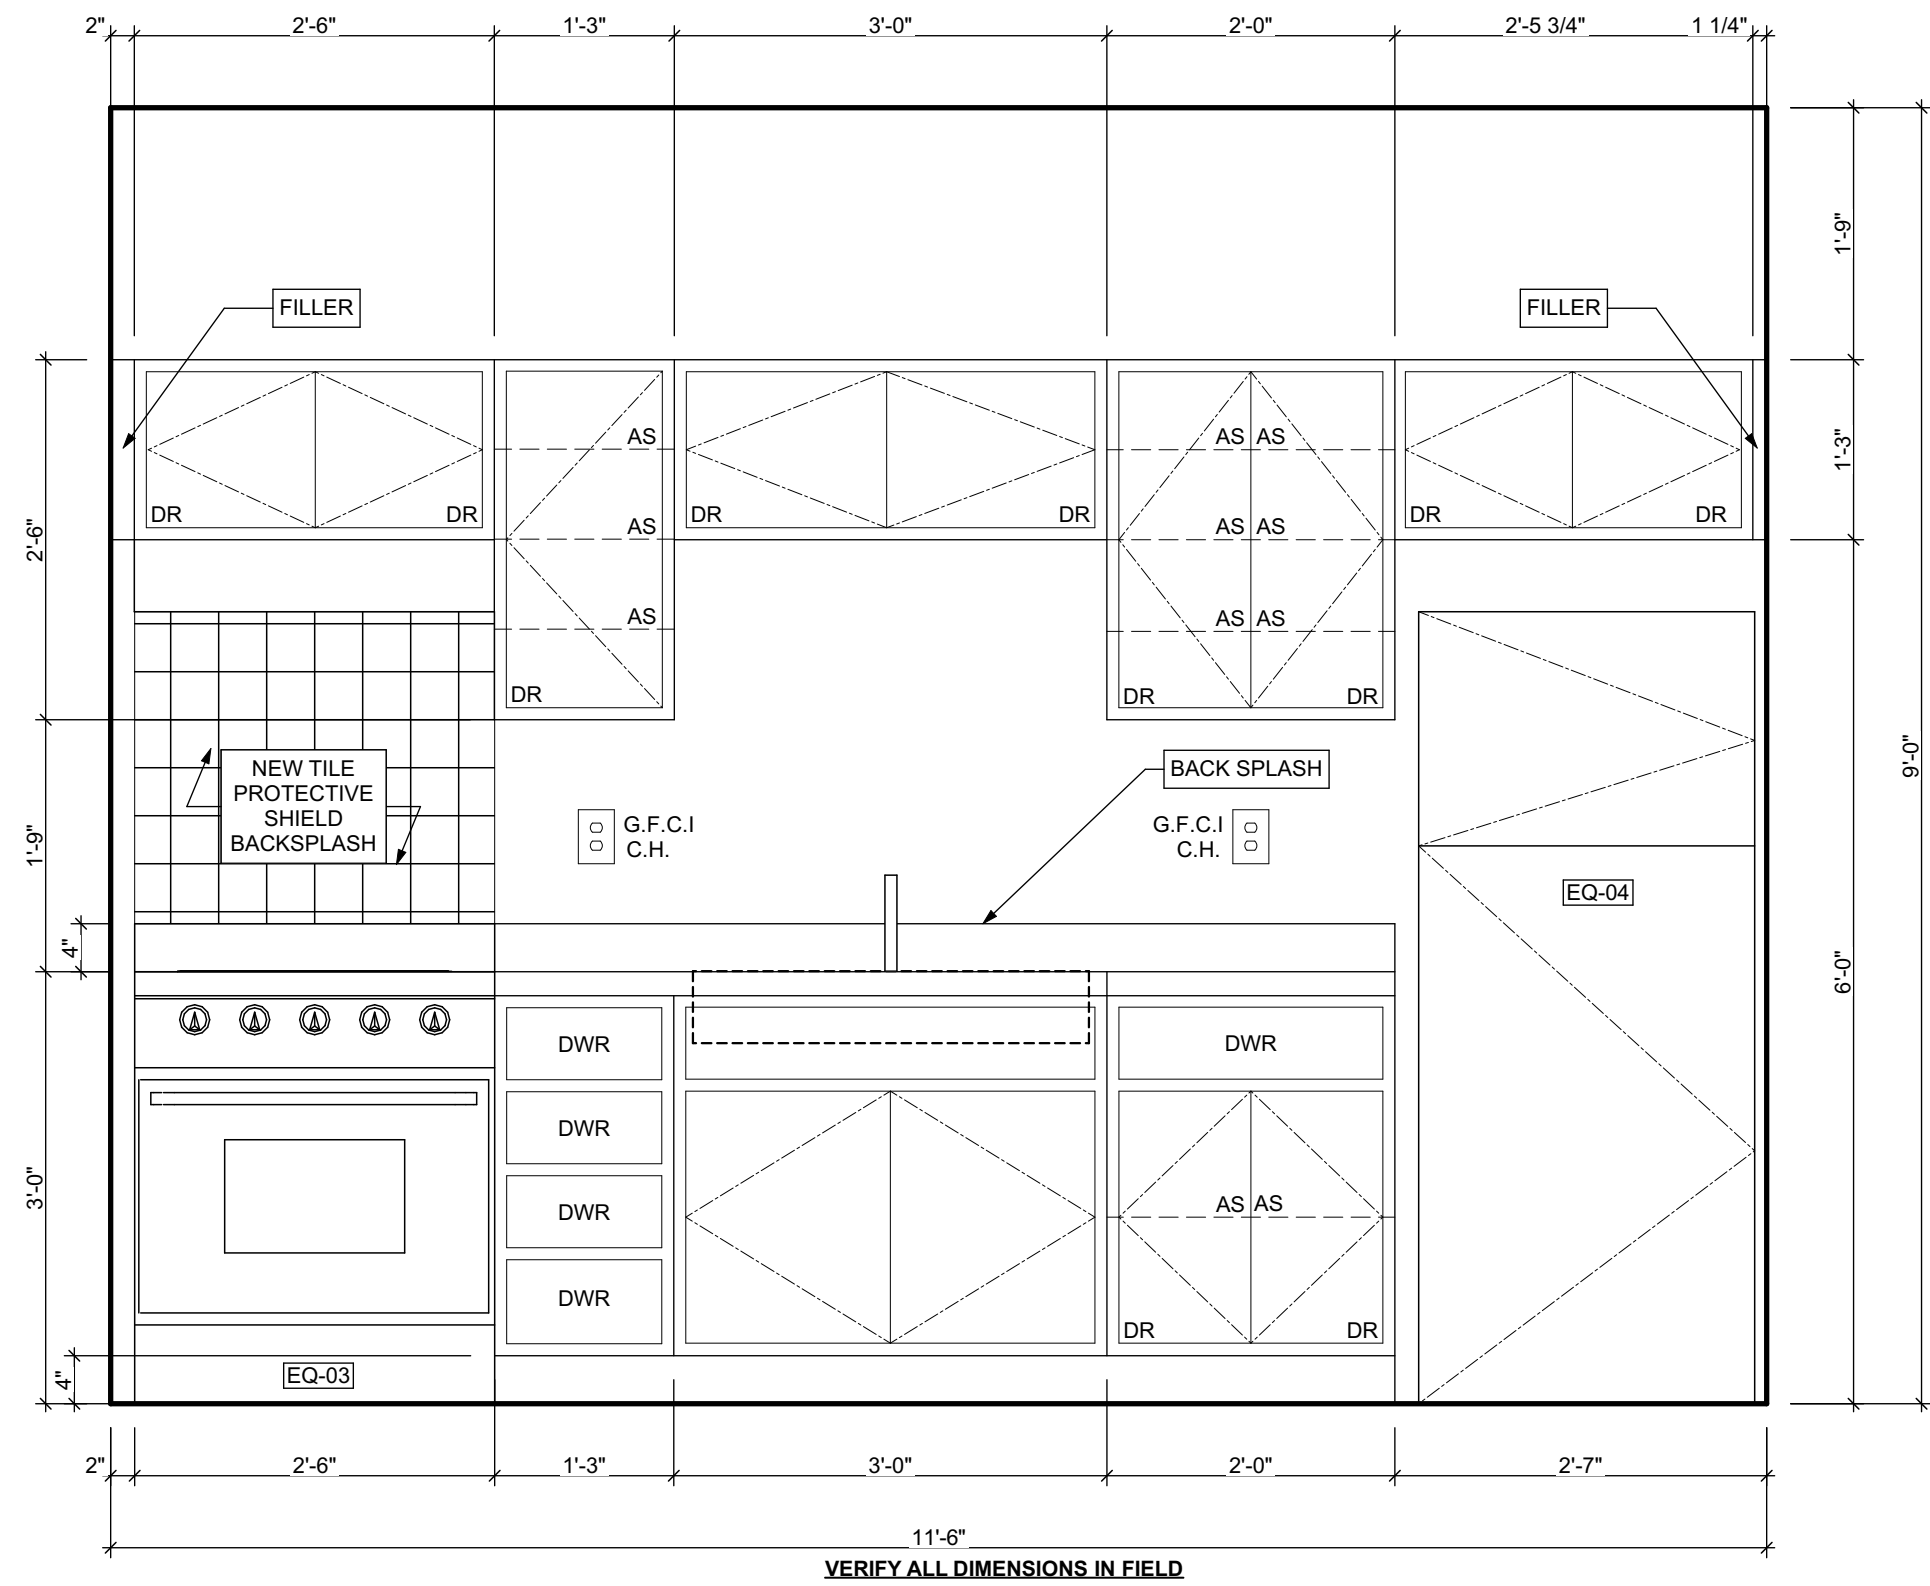 2" 2'-6" 1'-3" 3'-0" 2'-0" 2'-5 3/4" 1 1/4"
1'-9"
FILLER FILLER
AS AS AS
1'-3"
DR DR DR DR DR DR
2'-6"
AS AS AS
AS AS AS
DR DR DR
9'-0"
NEW TILE
PROTECTIVE
SHIELD
BACKSPLASH
BACK SPLASH
G.F.C.I
C.H.
G.F.C.I
C.H.
1'-9"
EQ-04
4"
6'-0"
DWR DWR
DWR
3'-0"
DWR AS AS
DWR
DR DR
4"
EQ-03
2" 2'-6" 1'-3" 3'-0" 2'-0" 2'-7"
11'-6"
VERIFY ALL DIMENSIONS IN FIELD